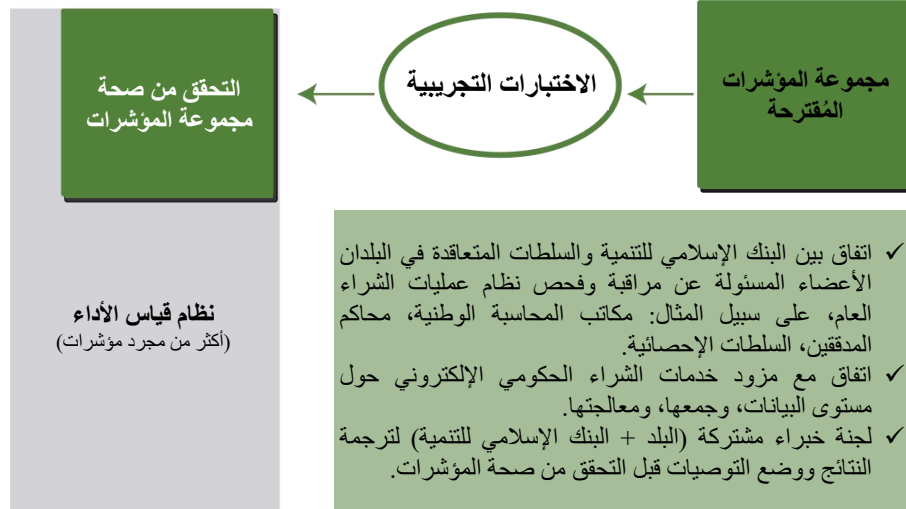 مجموعة المؤشرات
المُقترحة
الاختبارات التجريبية
التحقق من صحة
مجموعة المؤشرات
✓ اتفاق بين البنك الإسلامي للتنمية والسلطات المتعاقدة في البلدان
الأعضاء المسئولة عن مراقبة وفحص نظام عمليات الشراء
العام، على سبيل المثال: مكاتب المحاسبة الوطنية، محاكم
المدققين، السلطات الإحصائية.
✓ اتفاق مع مزود خدمات الشراء الحكومي الإلكتروني حول
مستوى البيانات، وجمعها، ومعالجتها.
✓ لجنة خبراء مشتركة (البلد + البنك الإسلامي للتنمية) لترجمة
النتائج ووضع التوصيات قبل التحقق من صحة المؤشرات.
نظام قياس الأداء
(أكثر من مجرد مؤشرات)